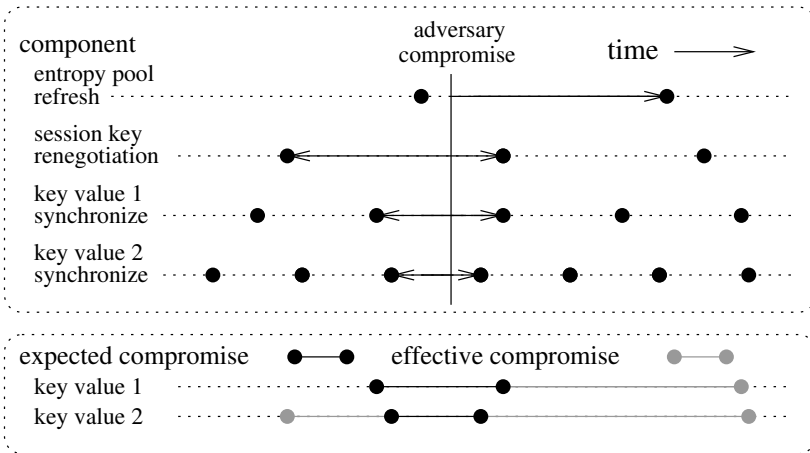 adversary
component
compromise
time
entropy pool
refresh
session key
renegotiation
key value 1
synchronize
key value 2
synchronize
expected compromise effective compromise
key value 1
key value 2